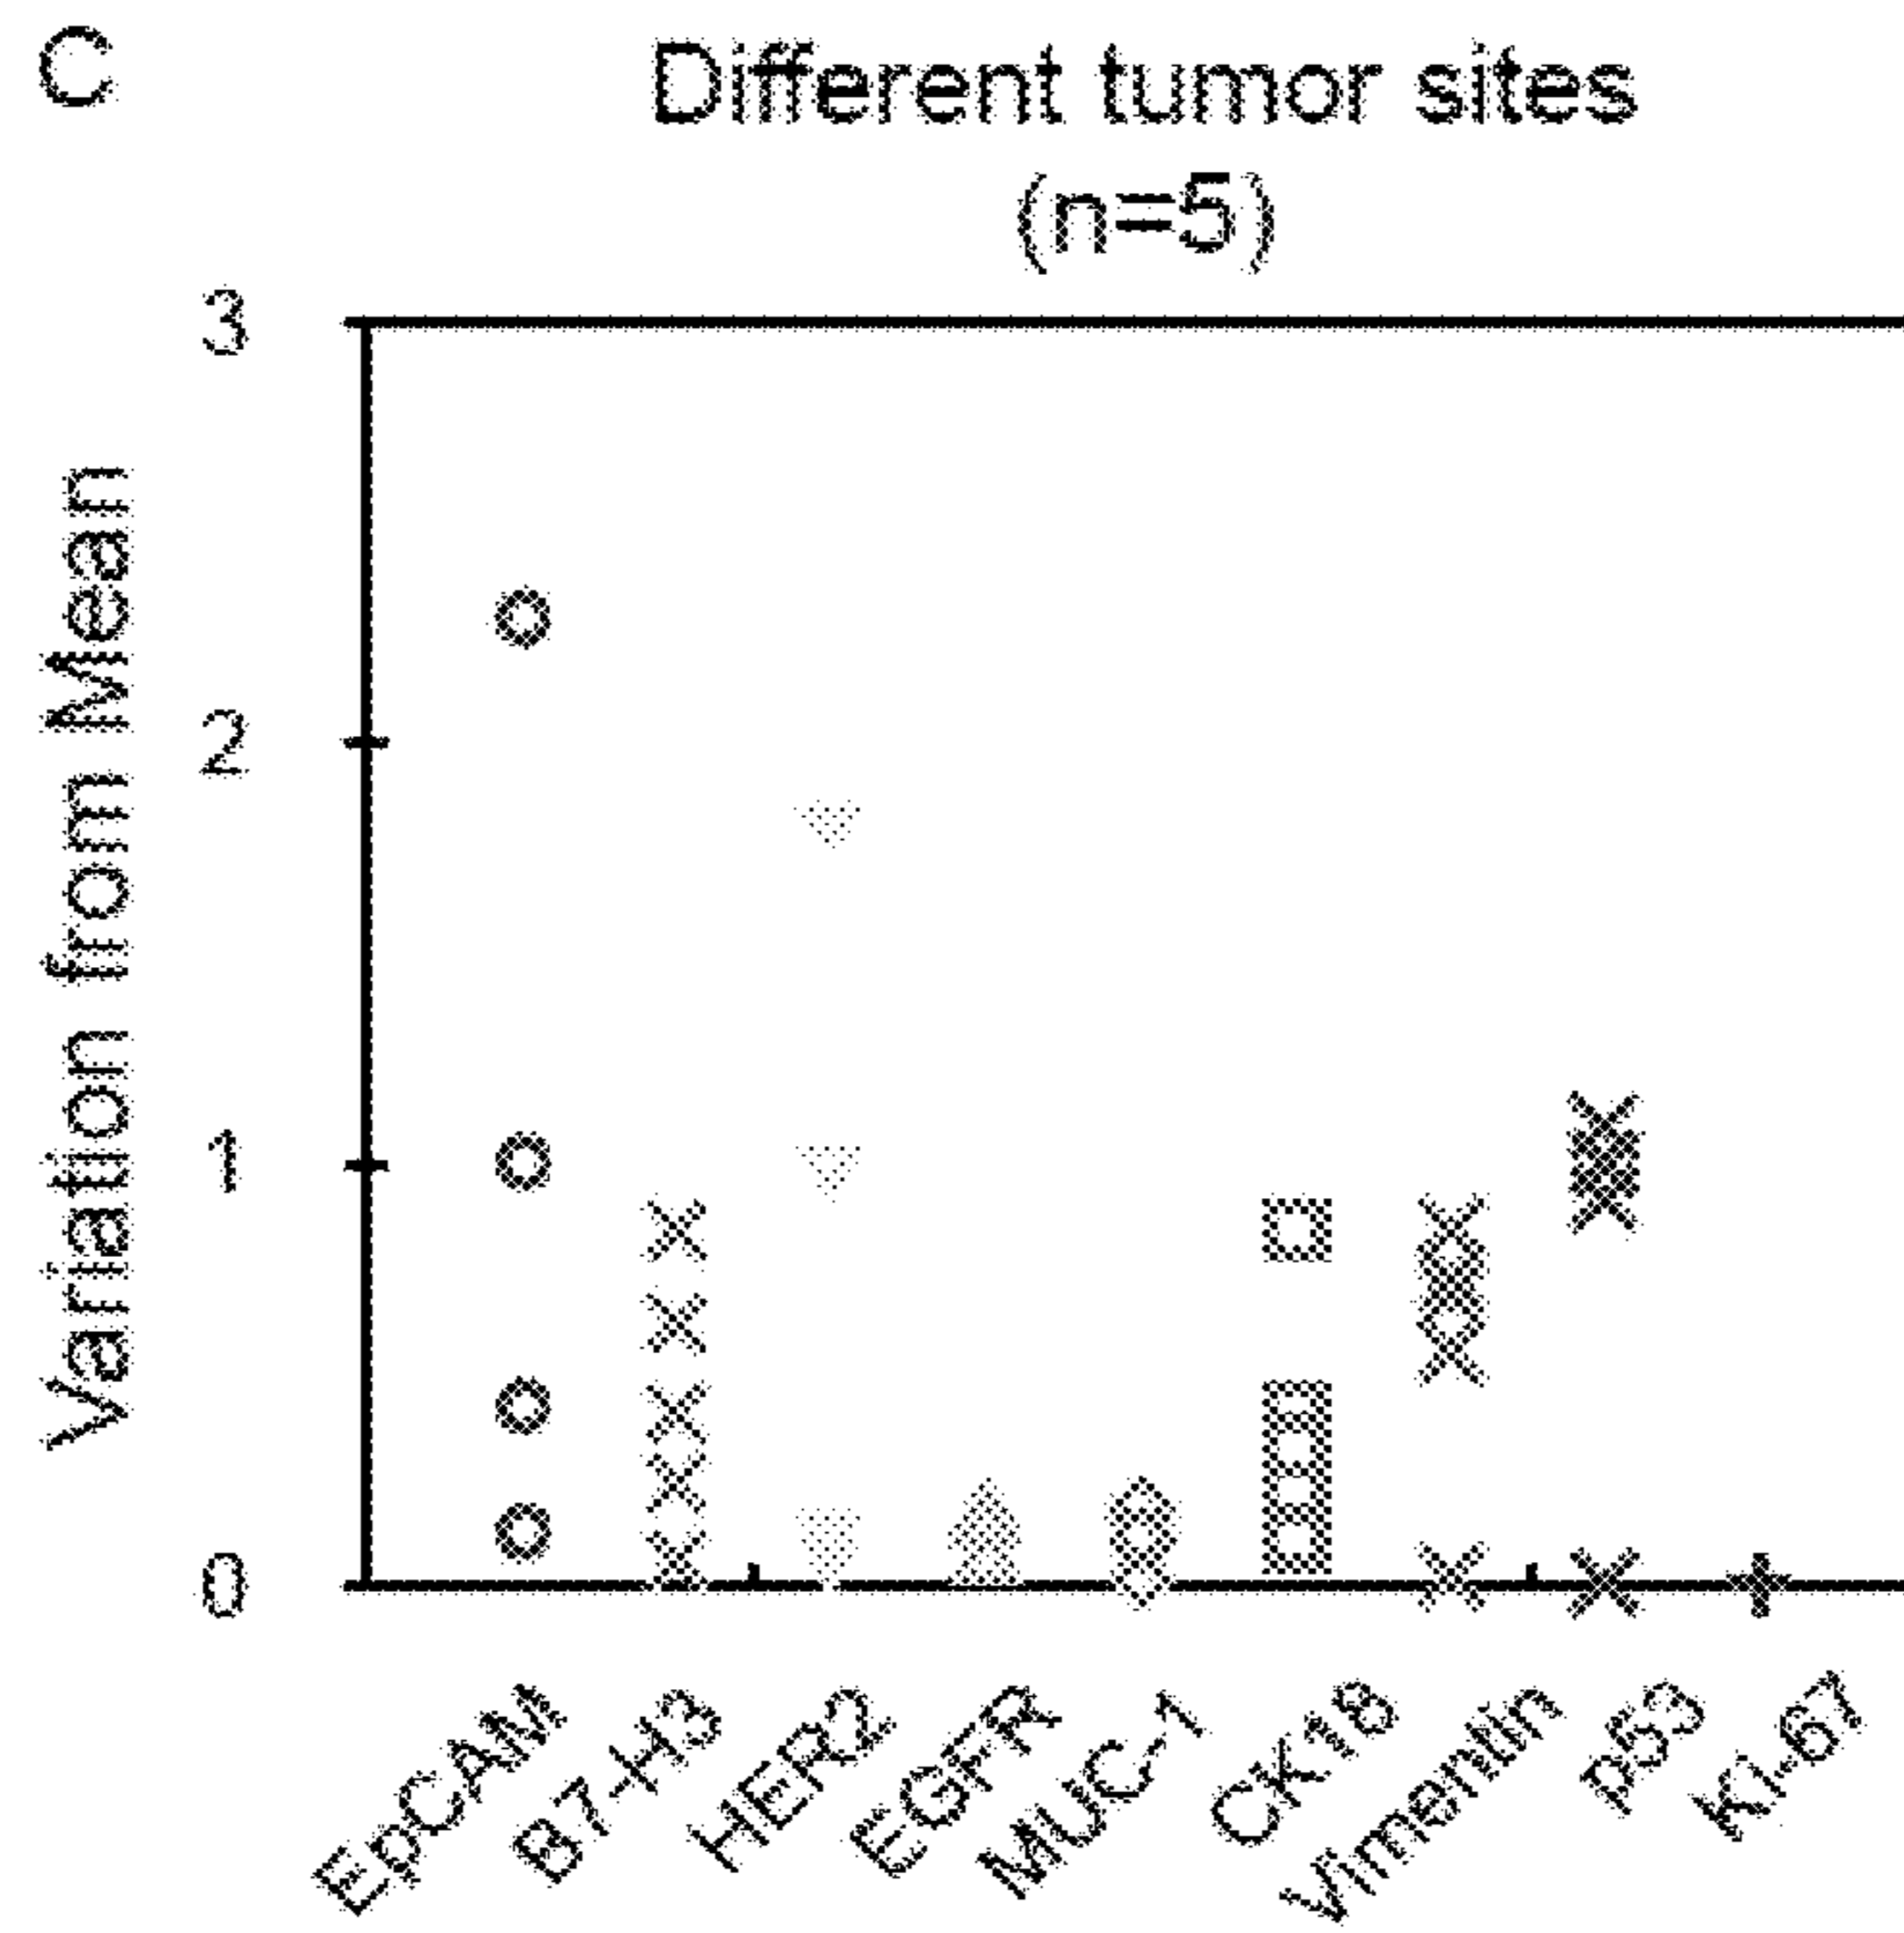 C
Different tumor sites
(n=5)
Variation from Mean
3
2
1
0
EpCAM
B7-H3
HER2
EGFR
MUC-1
CK18
Vimentin
p53
Ki-67